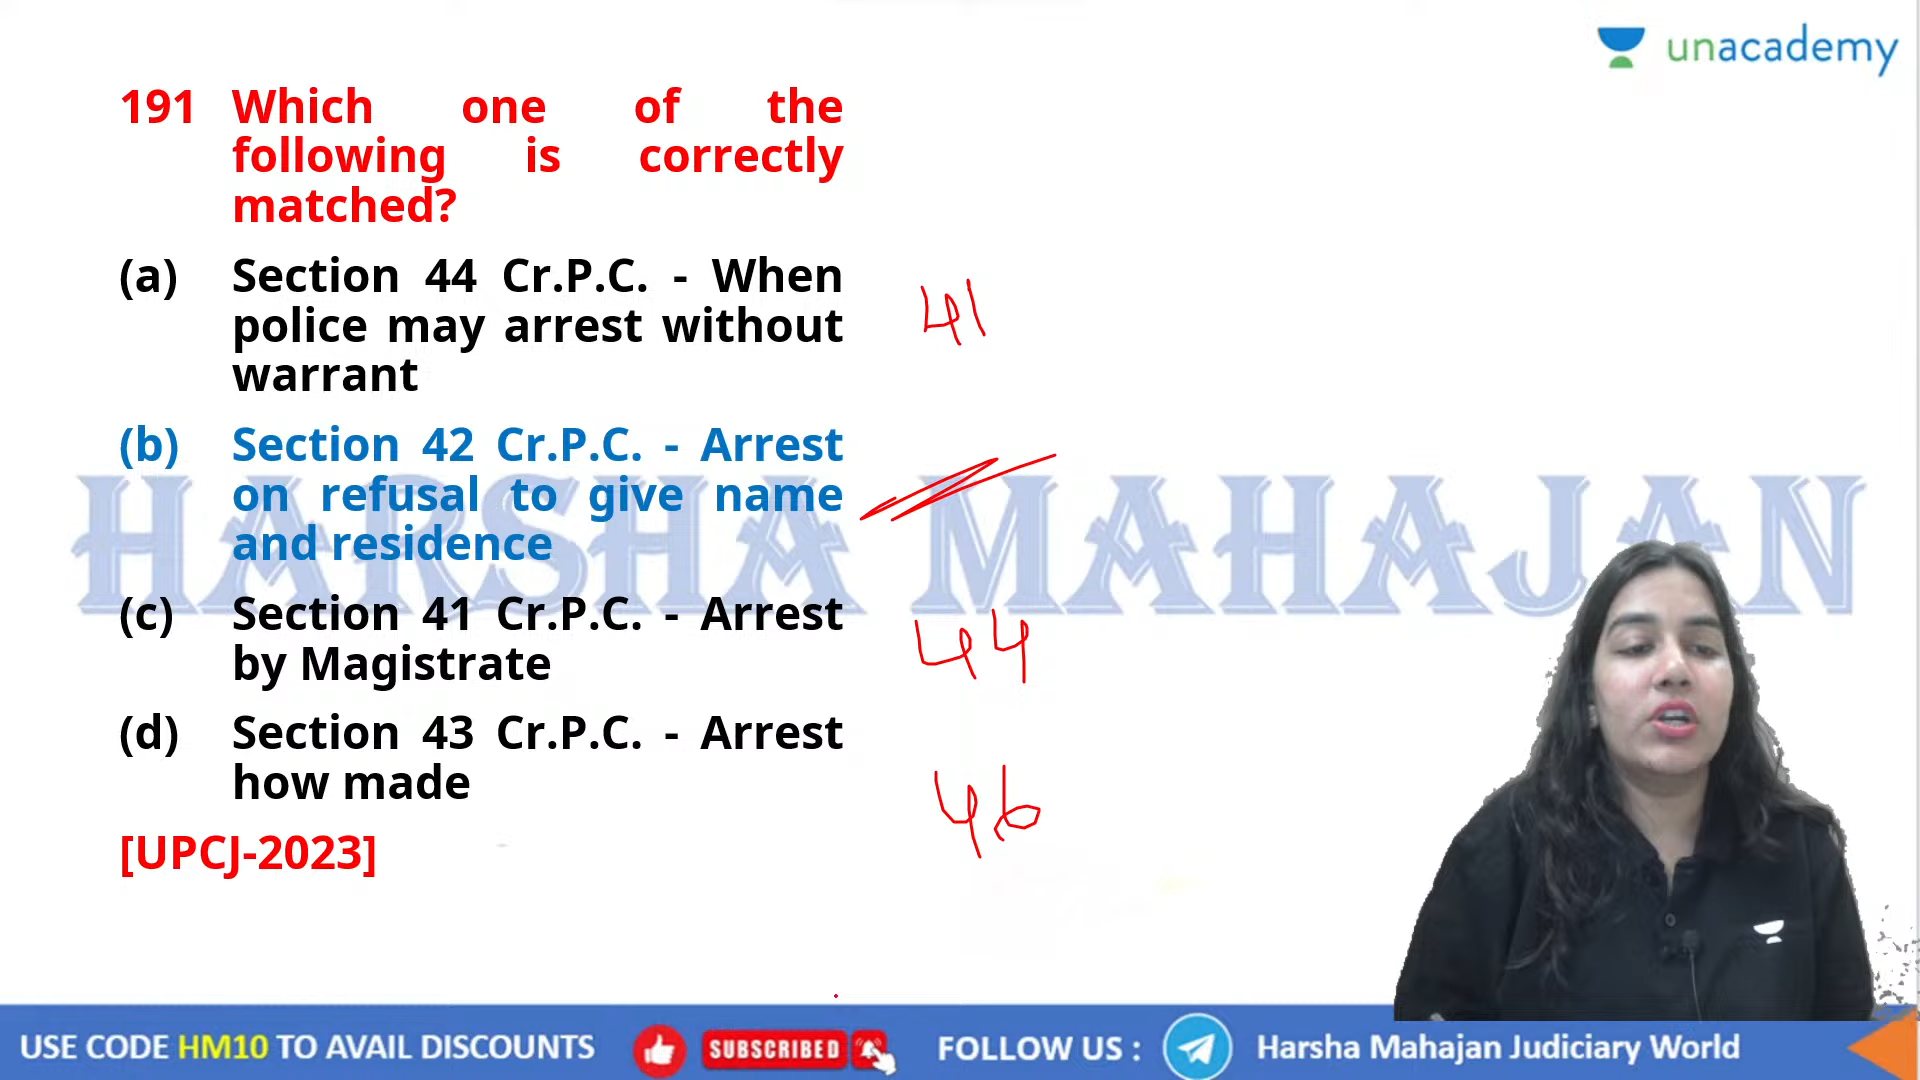 unacademy
191 Which one of the
following is correctly
matched?
(a) Section 44 Cr.P.C. - When
police may arrest without
warrant
41
(b) Section 42 Cr.P.C. - Arrest
on refusal to give name
and residence
HARSHA MAHAJAN
(c) Section 41 Cr.P.C. - Arrest
by Magistrate
44
(d) Section 43 Cr.P.C. - Arrest
how made
46
[UPCJ-2023]
USE CODE HM10 TO AVAIL DISCOUNTS
SUBSCRIBED
FOLLOW US :
Harsha Mahajan Judiciary World